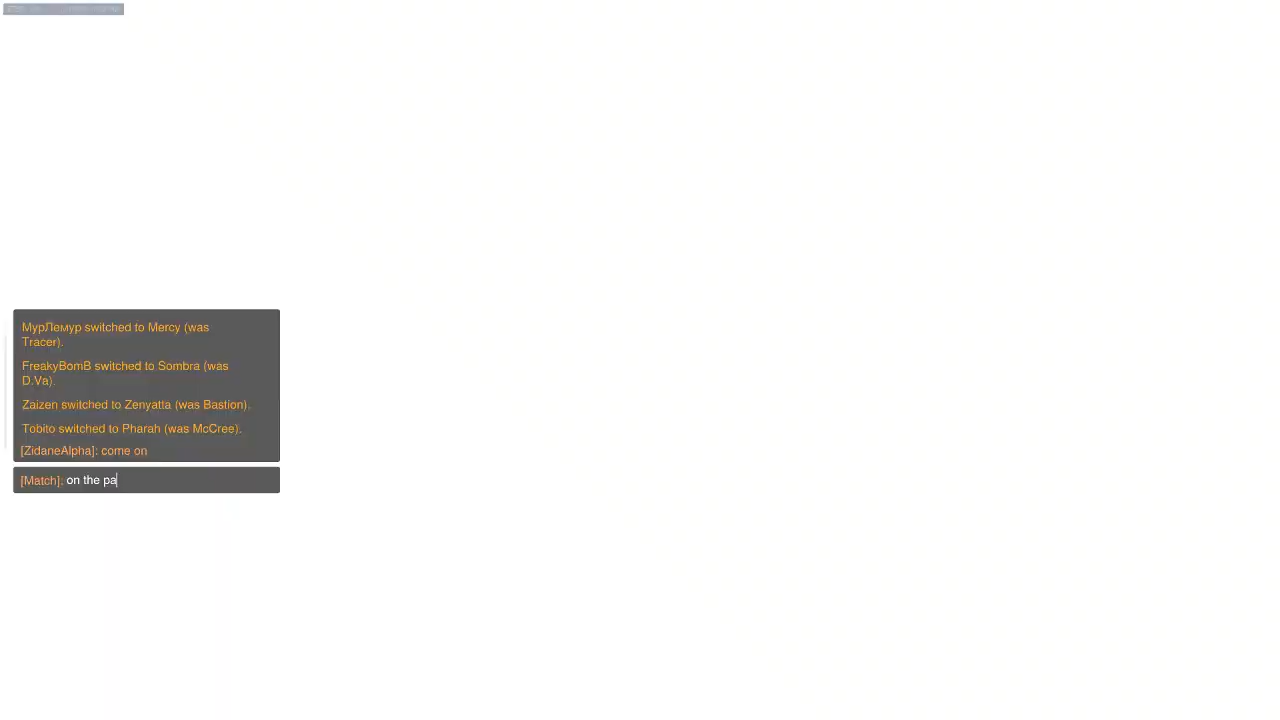 МурЛемур switched to Mercy (was
Tracer).
FreakyBomB switched to Sombra (was
D.Va).
Zaizen switched to Zenyatta (was Bastion).
Tobito switched to Pharah (was McCree).
[ZidaneAlpha]: come on
[Match]: on the pa